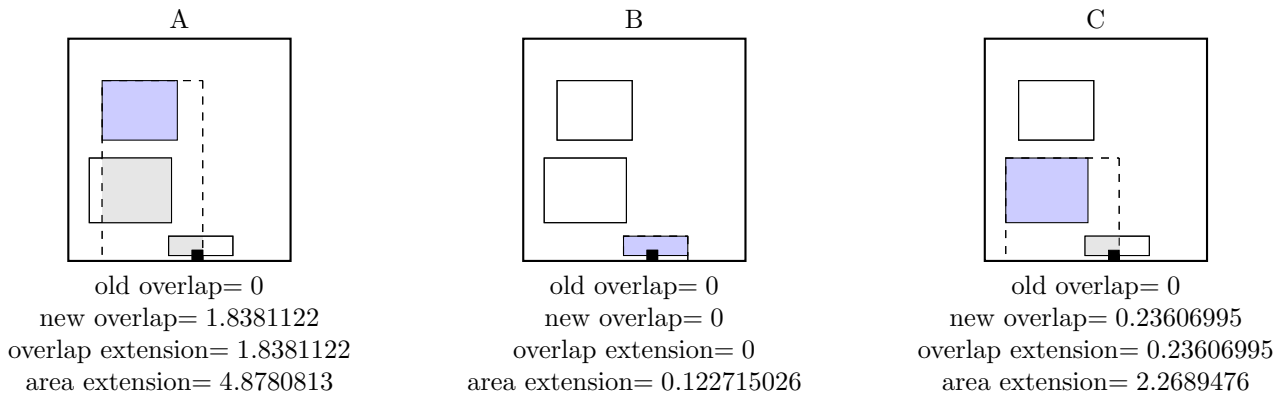 A
old overlap= 0
new overlap= 1.8381122
overlap extension= 1.8381122
area extension= 4.8780813
B
old overlap= 0
new overlap= 0
overlap extension= 0
area extension= 0.122715026
C
old overlap= 0
new overlap= 0.23606995
overlap extension= 0.23606995
area extension= 2.2689476